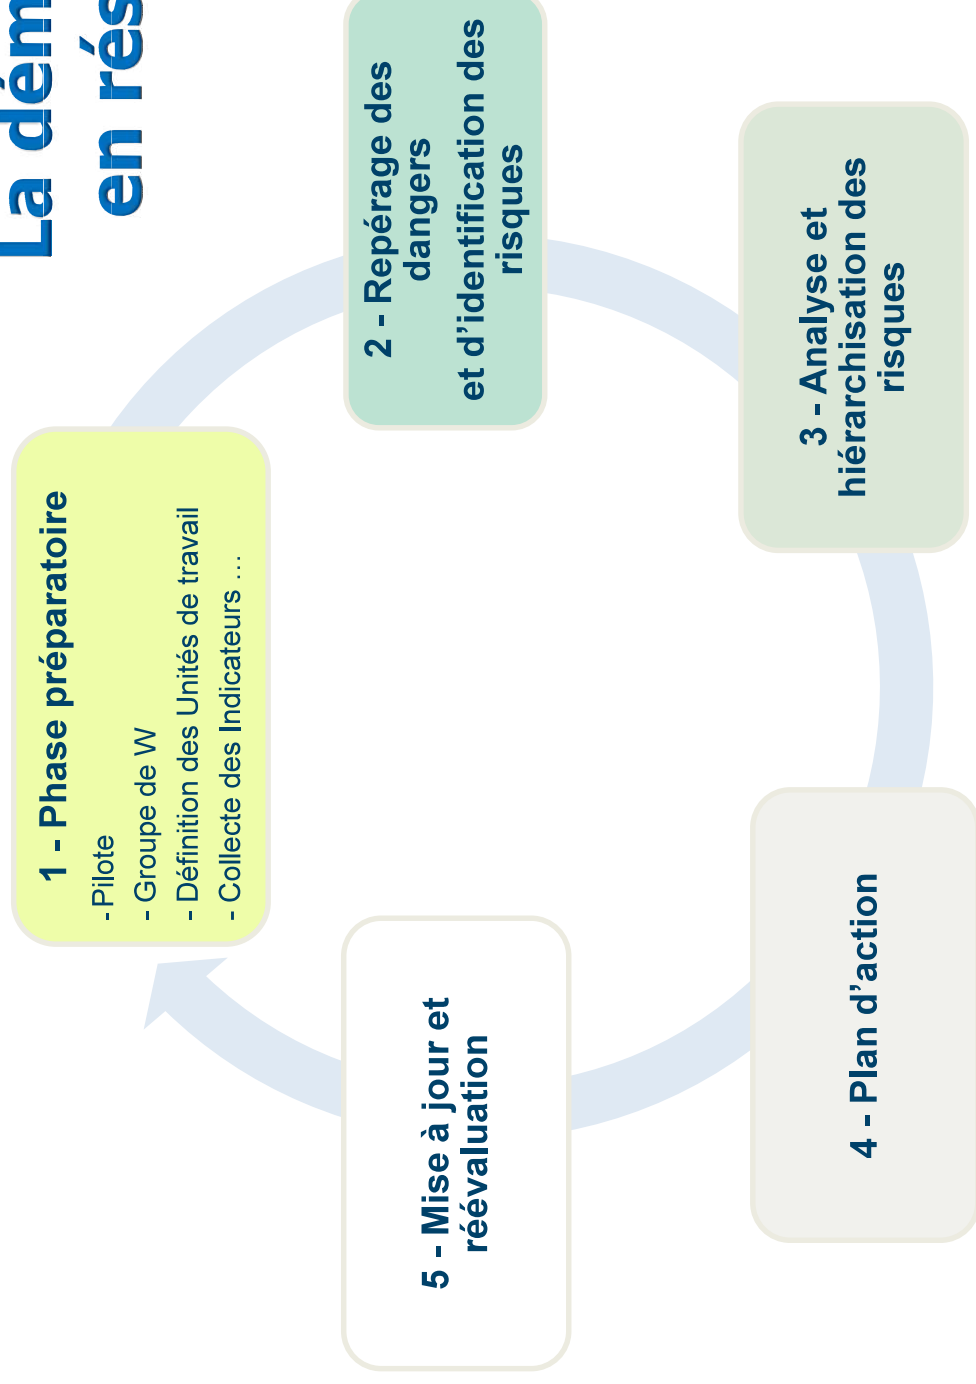 La dém
en rés
1 - Phase préparatoire
- Pilote
- Groupe de W
- Définition des Unités de travail
- Collecte des Indicateurs …
2 - Repérage des
dangers
et d’identification des
risques
3 - Analyse et
hiérarchisation des
risques
4 - Plan d’action
5 - Mise à jour et
réévaluation